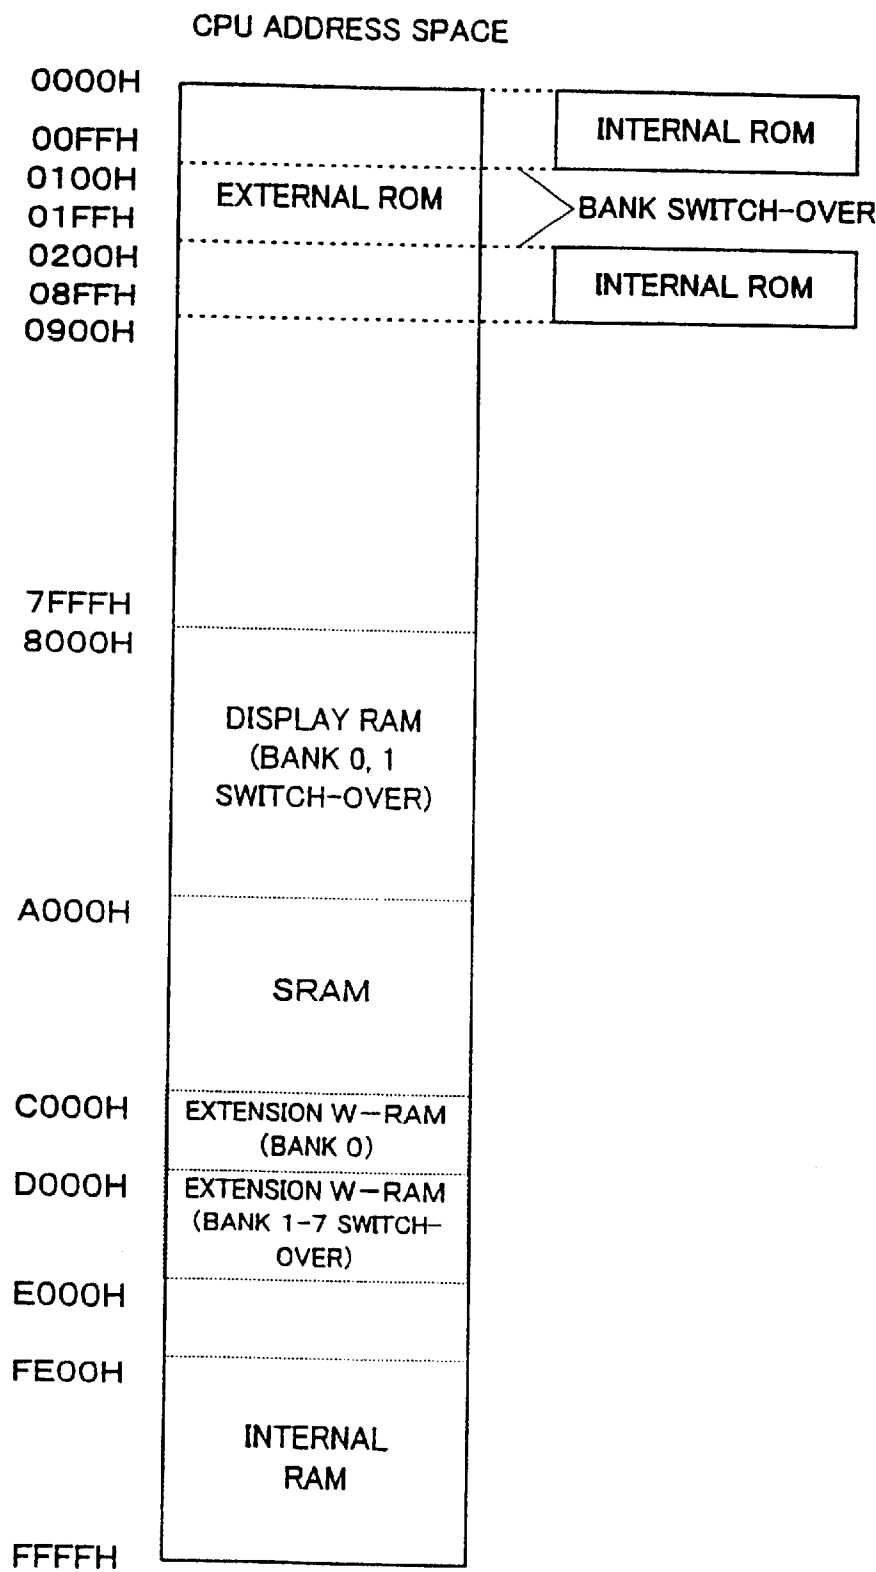 CPU ADDRESS SPACE
0000H
00FFH
INTERNAL ROM
0100H
01FFH
EXTERNAL ROM
BANK SWITCH-OVER
0200H
08FFH
INTERNAL ROM
0900H
7FFFH
8000H
DISPLAY RAM
(BANK 0, 1
SWITCH-OVER)
A000H
SRAM
C000H
EXTENSION W-RAM
(BANK 0)
D000H
EXTENSION W-RAM
(BANK 1-7 SWITCH-
OVER)
E000H
FE00H
INTERNAL
RAM
FFFFH